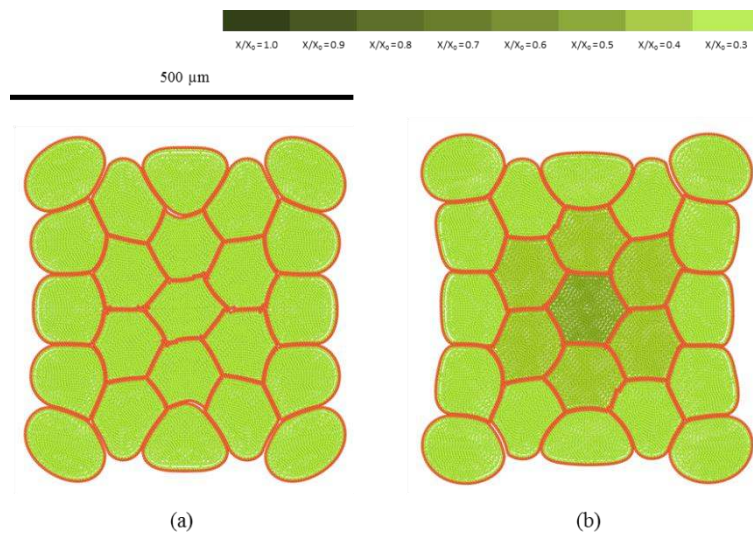 X/X₀ = 1.0 X/X₀ = 0.9 X/X₀ = 0.8 X/X₀ = 0.7 X/X₀ = 0.6 X/X₀ = 0.5 X/X₀ = 0.4 X/X₀ = 0.3
500 µm
(a) (b)